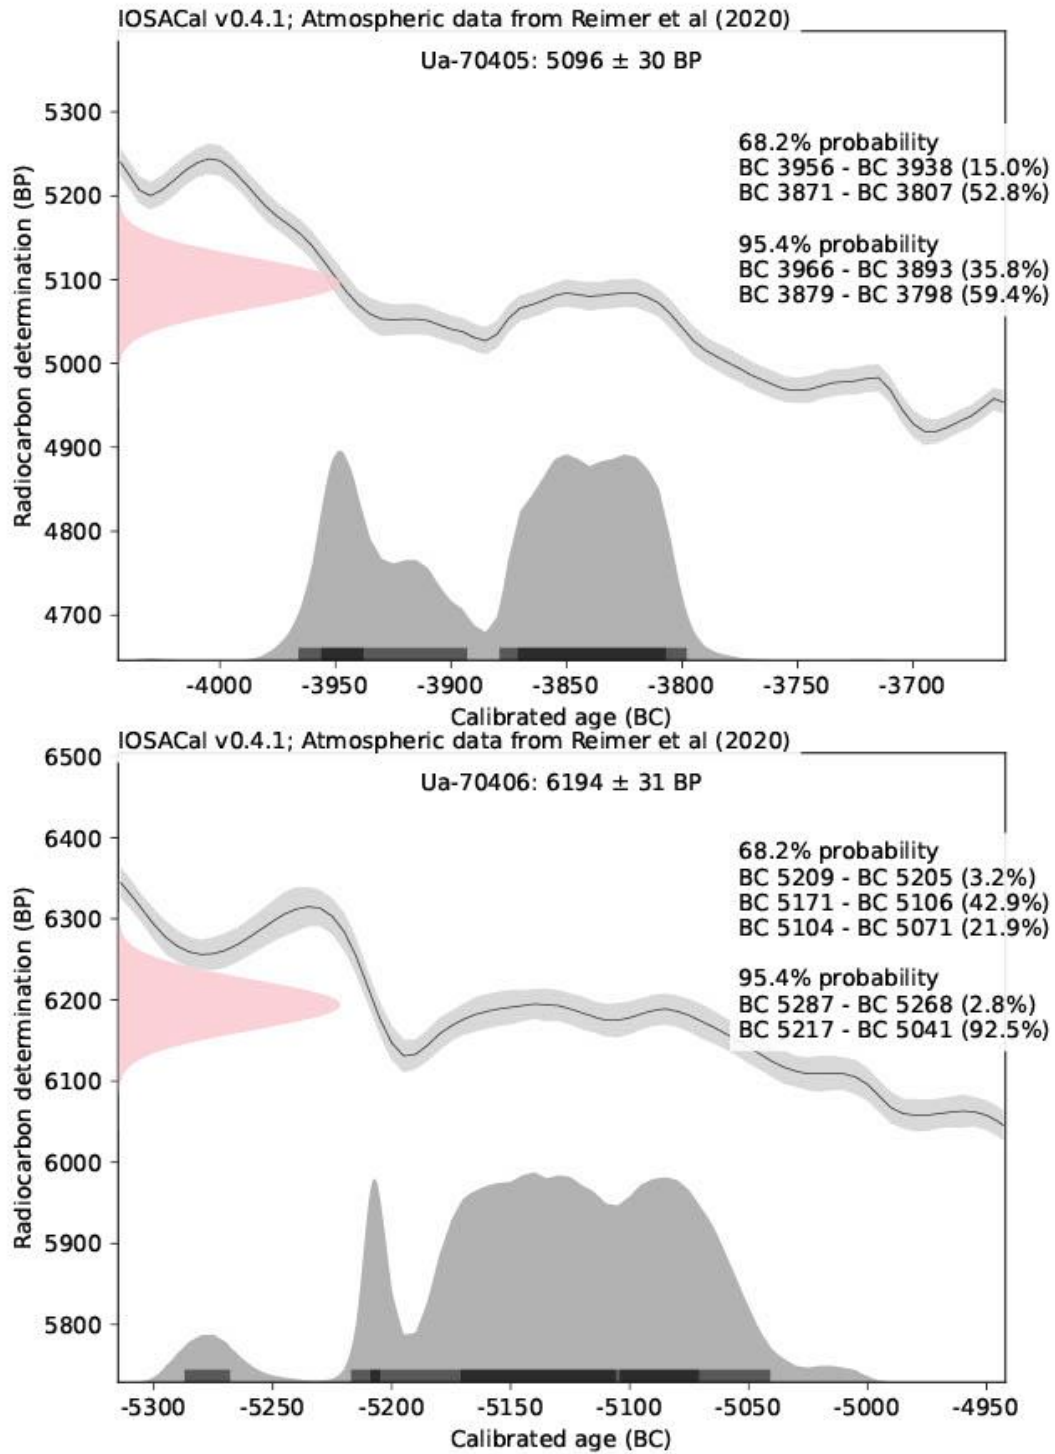 IOSACal v0.4.1; Atmospheric data from Reimer et al (2020)
Ua-70405: 5096 ± 30 BP
68.2% probability
BC 3956 - BC 3938 (15.0%)
BC 3871 - BC 3807 (52.8%)
95.4% probability
BC 3966 - BC 3893 (35.8%)
BC 3879 - BC 3798 (59.4%)
Radiocarbon determination (BP)
5300
5200
5100
5000
4900
4800
4700
-4000 -3950 -3900 -3850 -3800 -3750 -3700
Calibrated age (BC)
IOSACal v0.4.1; Atmospheric data from Reimer et al (2020)
Ua-70406: 6194 ± 31 BP
68.2% probability
BC 5209 - BC 5205 (3.2%)
BC 5171 - BC 5106 (42.9%)
BC 5104 - BC 5071 (21.9%)
95.4% probability
BC 5287 - BC 5268 (2.8%)
BC 5217 - BC 5041 (92.5%)
Radiocarbon determination (BP)
6500
6400
6300
6200
6100
6000
5900
5800
-5300 -5250 -5200 -5150 -5100 -5050 -5000 -4950
Calibrated age (BC)